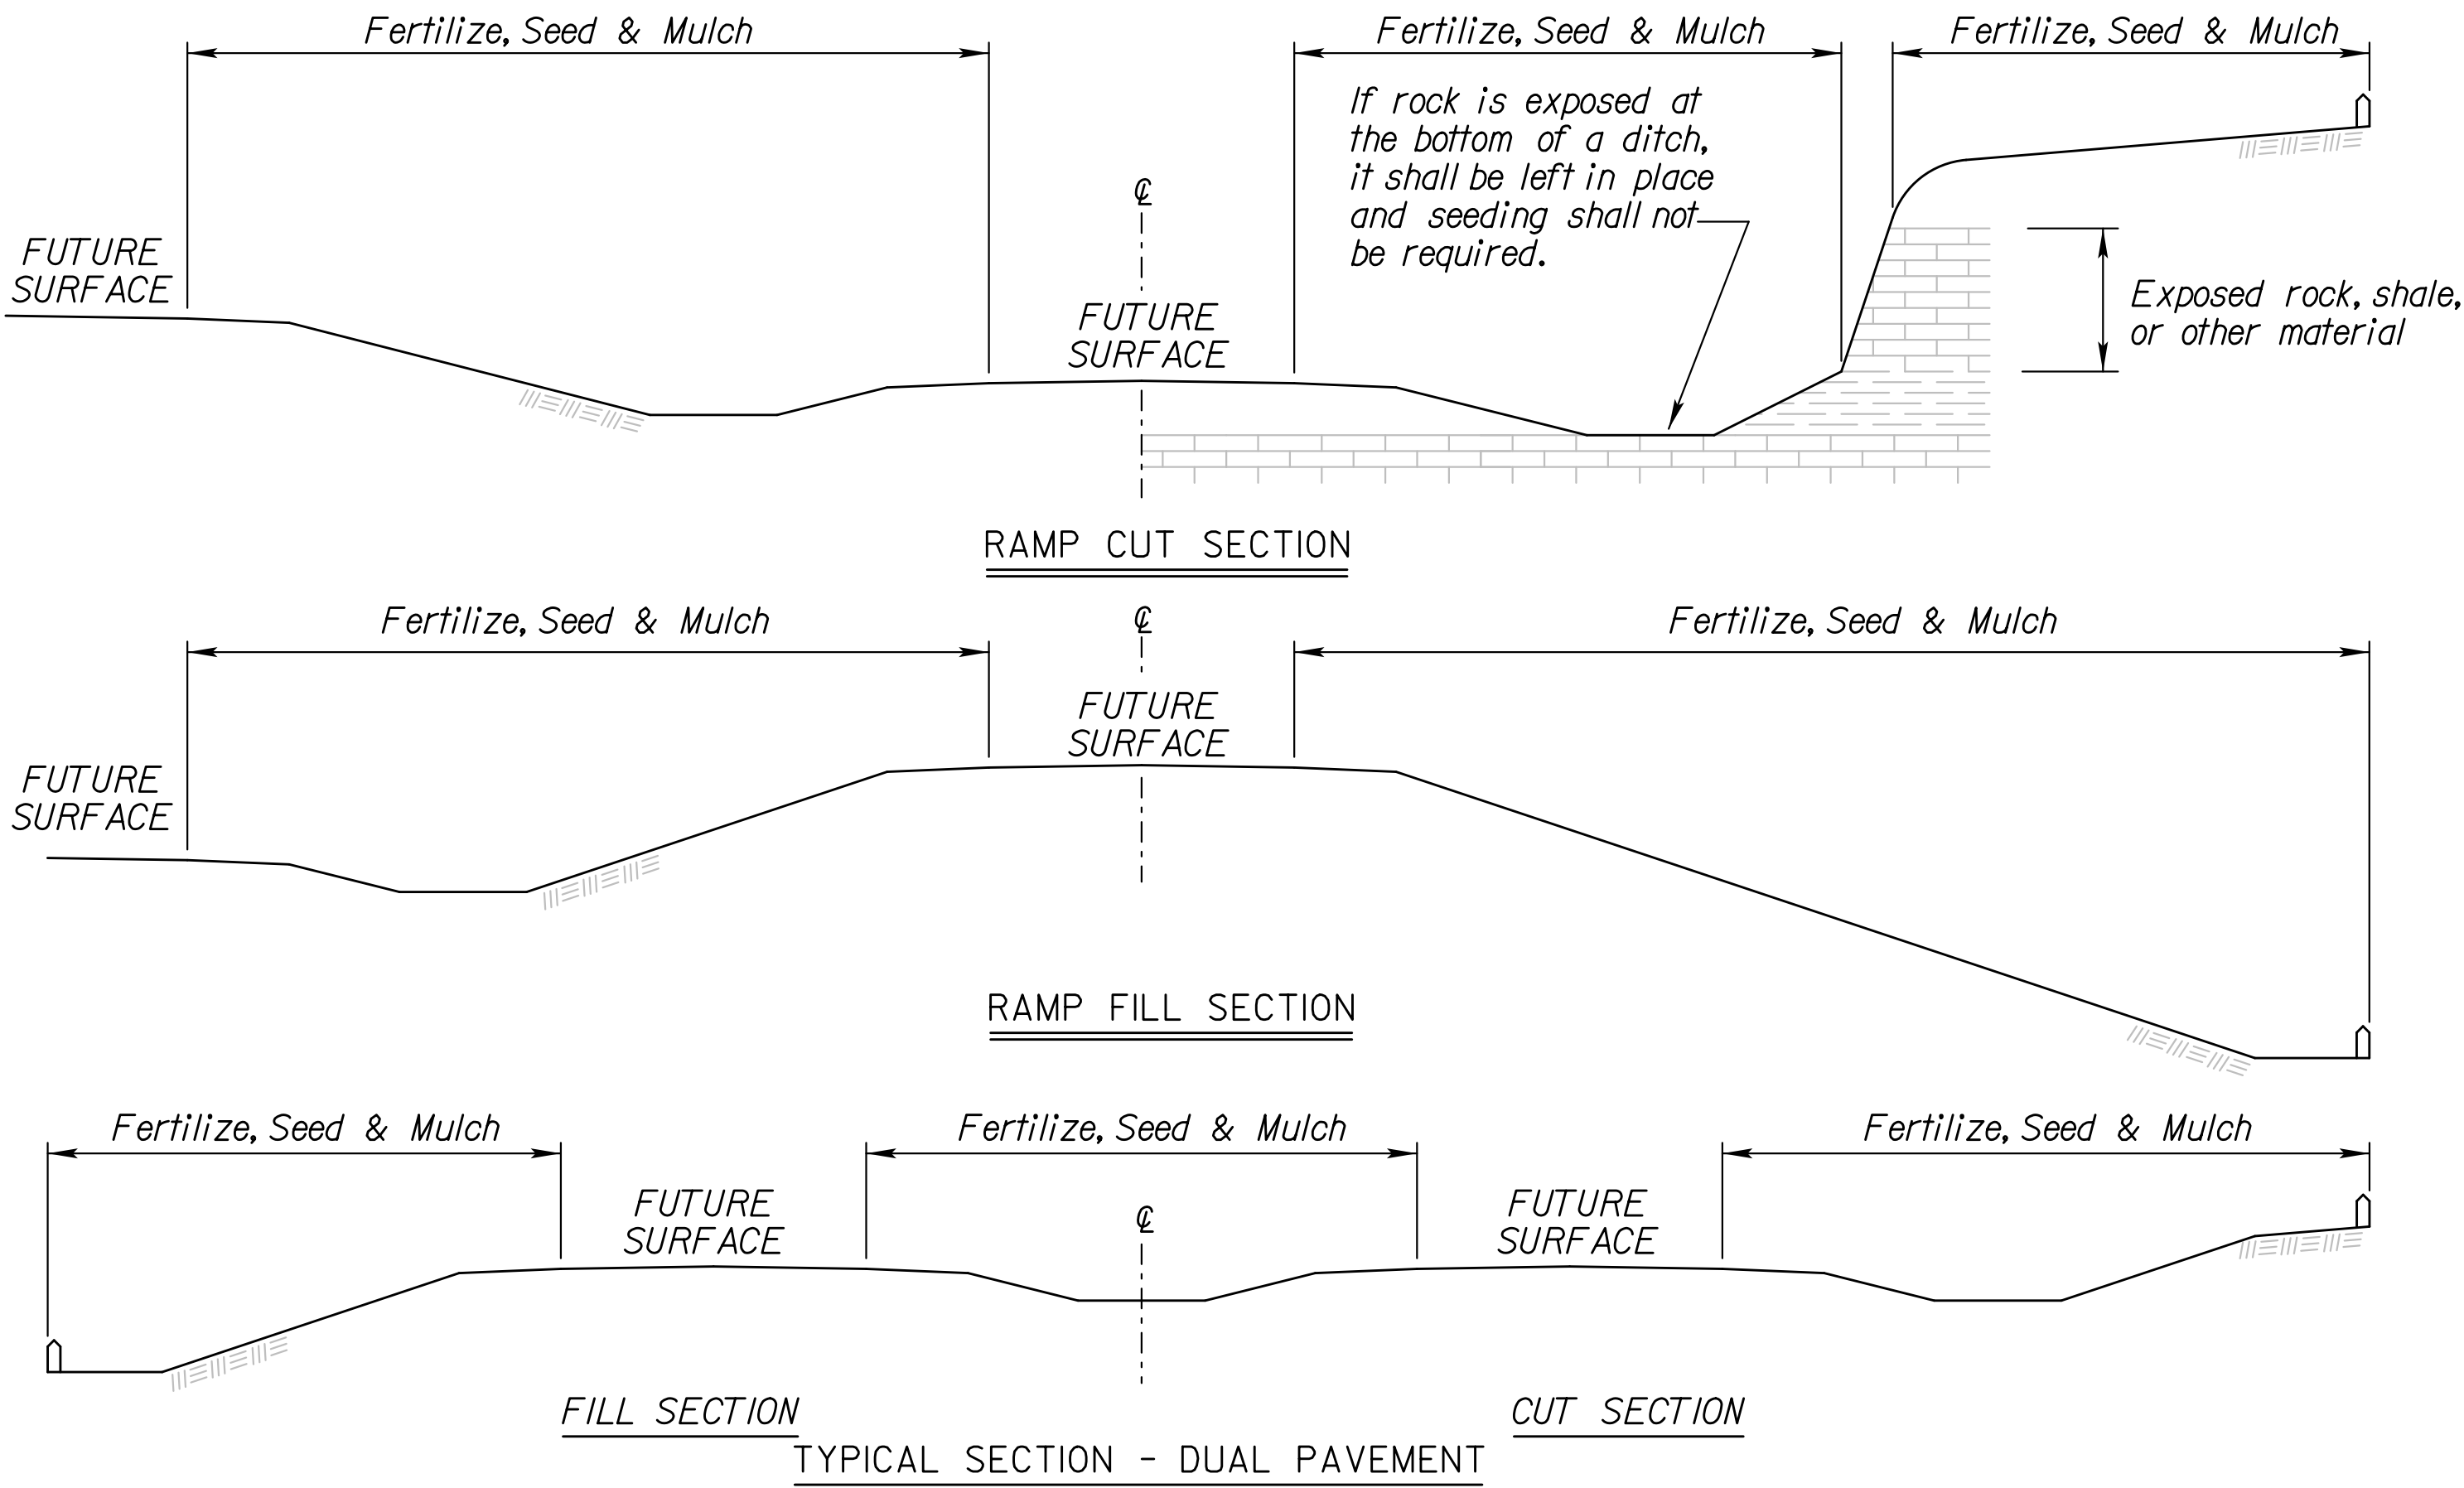 Fertilize, Seed & Mulch
Fertilize, Seed & Mulch
Fertilize, Seed & Mulch
If rock is exposed at
the bottom of a ditch,
it shall be left in place
and seeding shall not
be required.
℄
FUTURE
SURFACE
FUTURE
SURFACE
Exposed rock, shale,
or other material
RAMP CUT SECTION
Fertilize, Seed & Mulch
℄
Fertilize, Seed & Mulch
FUTURE
SURFACE
FUTURE
SURFACE
RAMP FILL SECTION
Fertilize, Seed & Mulch
Fertilize, Seed & Mulch
Fertilize, Seed & Mulch
FUTURE
SURFACE
℄
FUTURE
SURFACE
FILL SECTION
CUT SECTION
TYPICAL SECTION - DUAL PAVEMENT